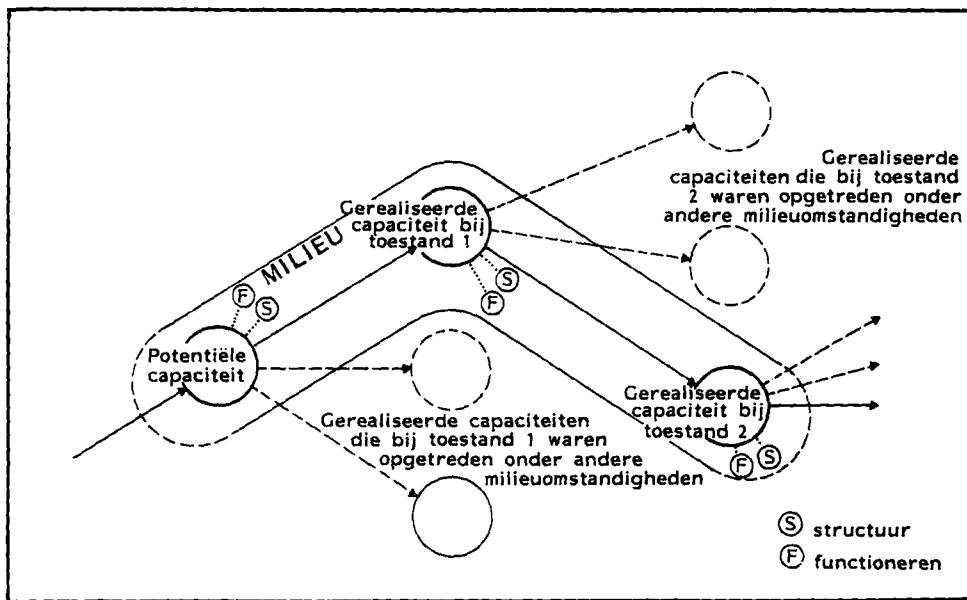 Gerealiseerde
capaciteiten die bij toestand
2 waren opgetreden onder
andere milieuomstandigheden
Gerealiseerde
capaciteit bij
toestand 1
MILIEU
F
S
S
F
Potentiële
capaciteit
Gerealiseerde
capaciteit bij
toestand 2
F
S
Gerealiseerde capaciteiten
die bij toestand 1 waren
opgetreden onder andere
milieuomstandigheden
S structuur
F functioneren